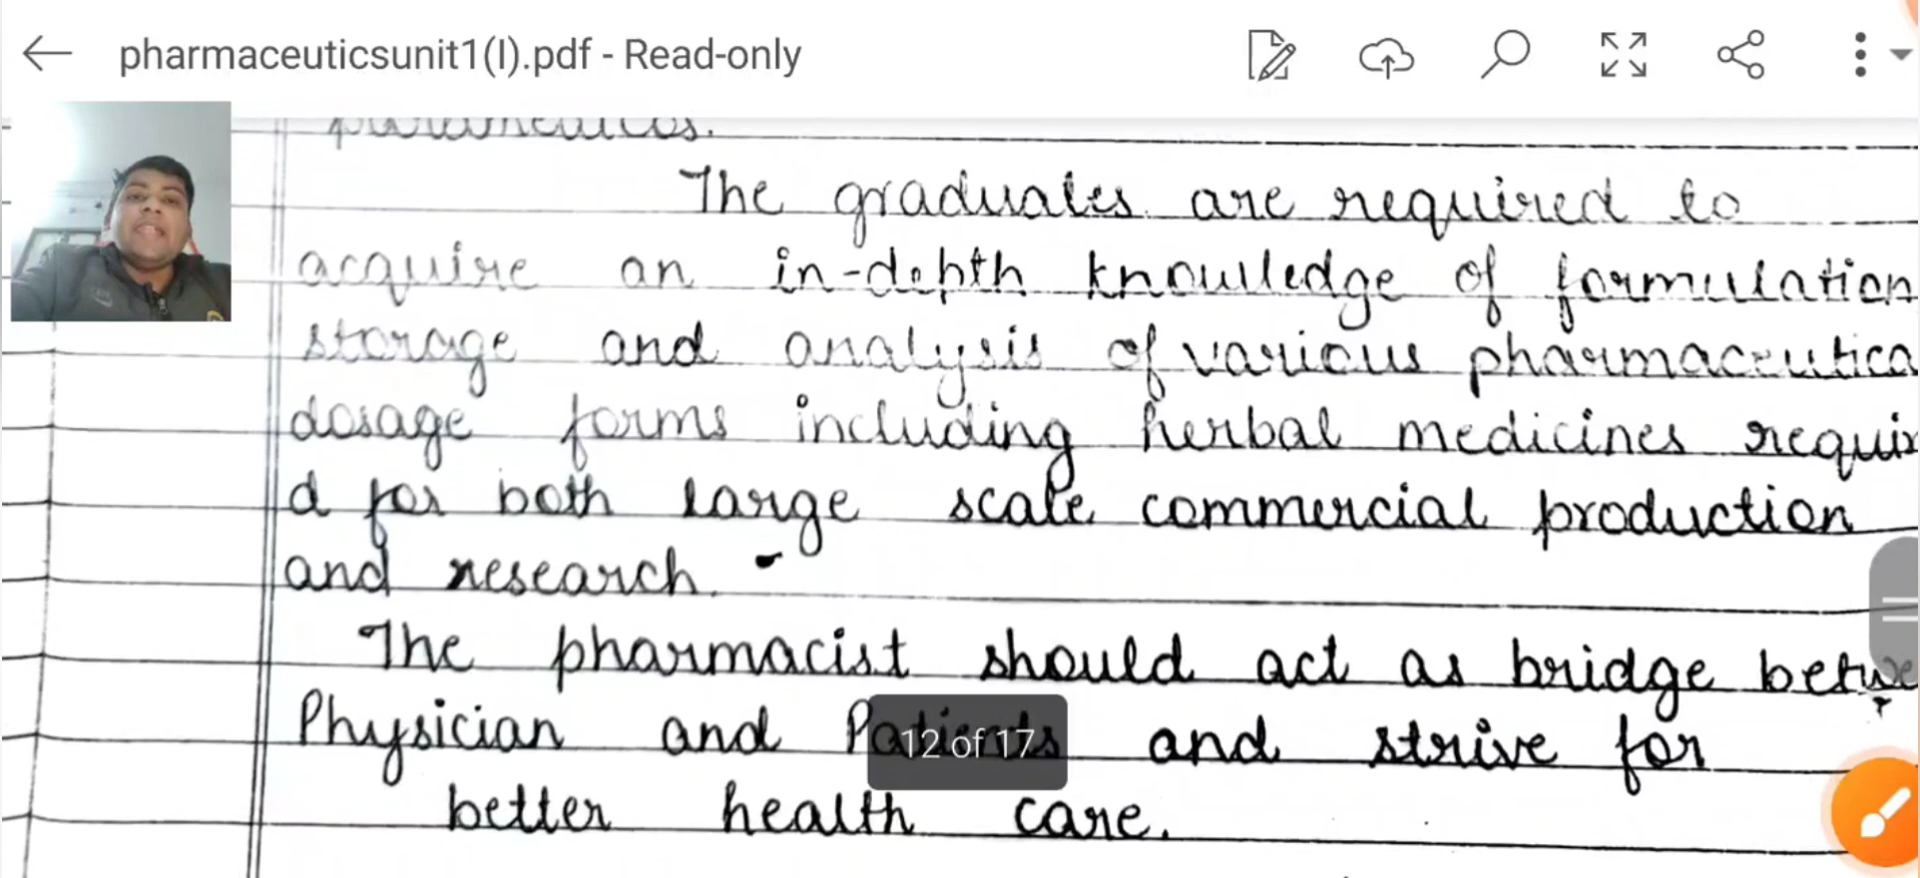 pharmaceuticsunit1(I).pdf - Read-only
The graduates are required to
acquire an in-depth knowledge of formulation
storage and analysis of various pharmaceutica
dosage forms including herbal medicines requir
d for both large scale commercial production
and research.
The pharmacist should act as bridge betwe
Physician and Patients and strive for
12 of 17
better health care.